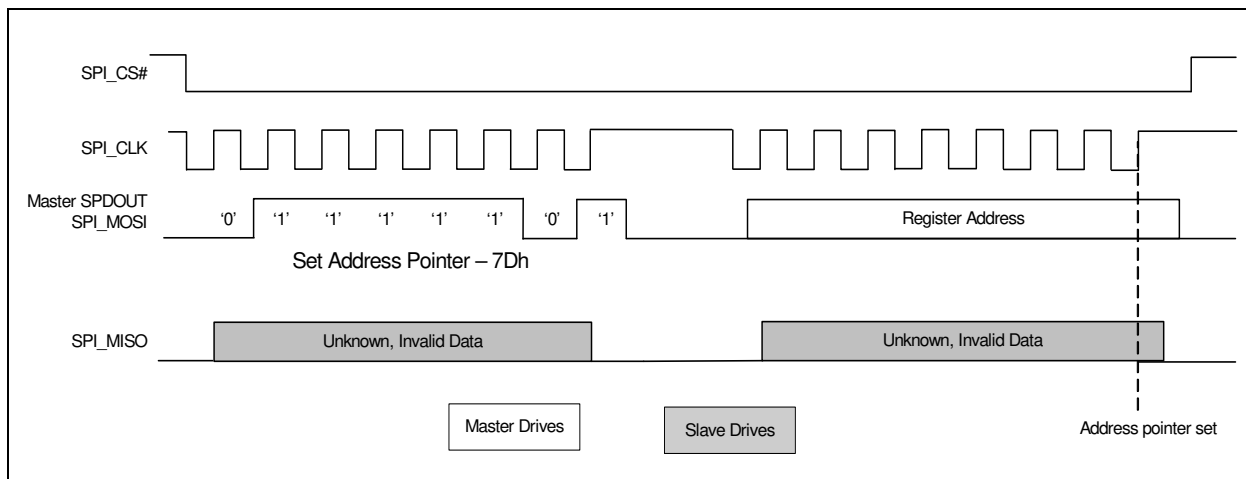 SPI_CS#
SPI_CLK
Master SPDOUT
SPI_MOSI
‘0’ ‘1’ ‘1’ ‘1’ ‘1’ ‘1’ ‘0’ ‘1’
Register Address
Set Address Pointer – 7Dh
SPI_MISO
Unknown, Invalid Data
Unknown, Invalid Data
Master Drives
Slave Drives
Address pointer set